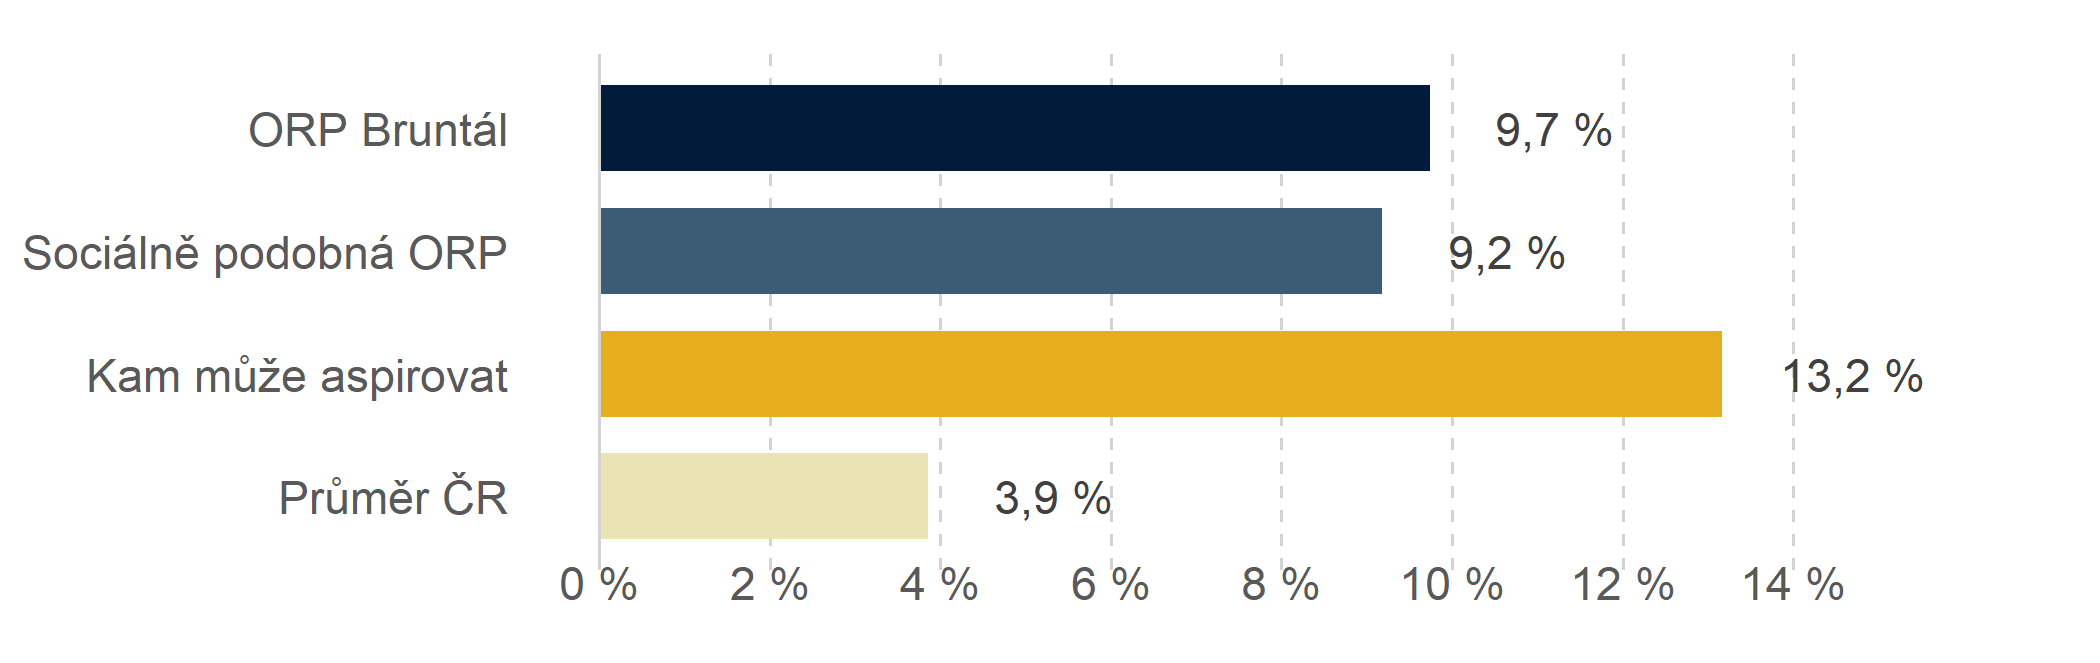 ORP Bruntál
9,7 %
Sociálně podobná ORP
9,2 %
Kam může aspirovat
13,2 %
Průměr ČR
3,9 %
0 % 2 % 4 % 6 % 8 % 10 % 12 % 14 %